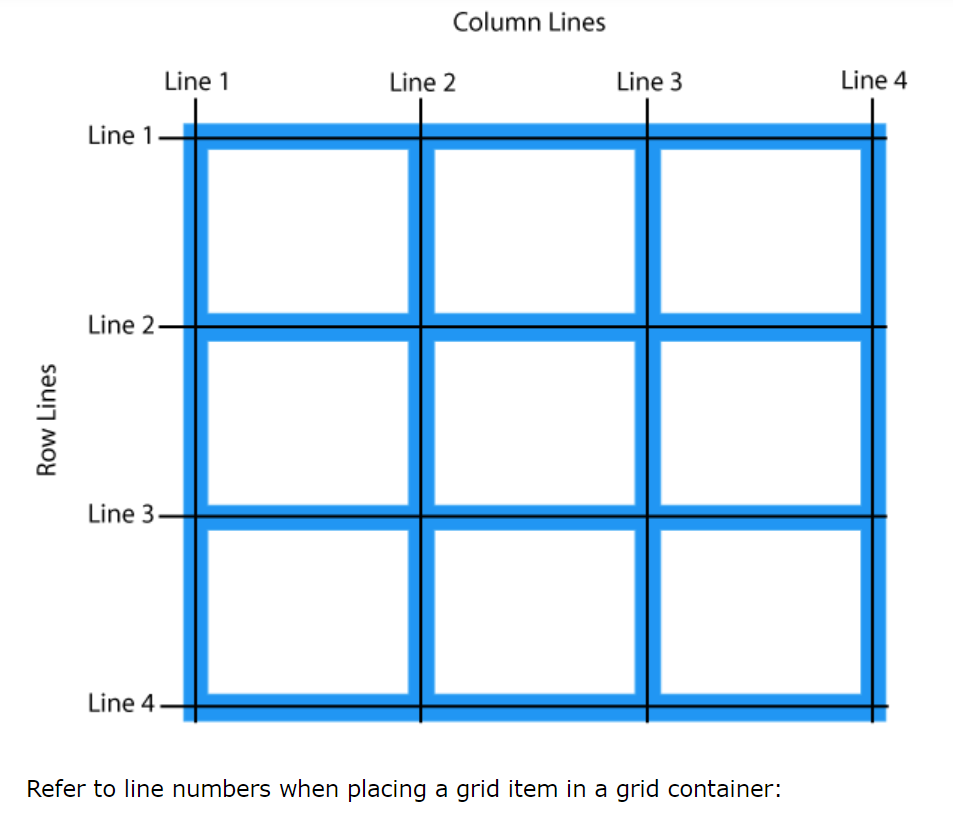 Column Lines
Line 1
Line 2
Line 3
Line 4
Row Lines
Line 1
Line 2
Line 3
Line 4
Refer to line numbers when placing a grid item in a grid container: